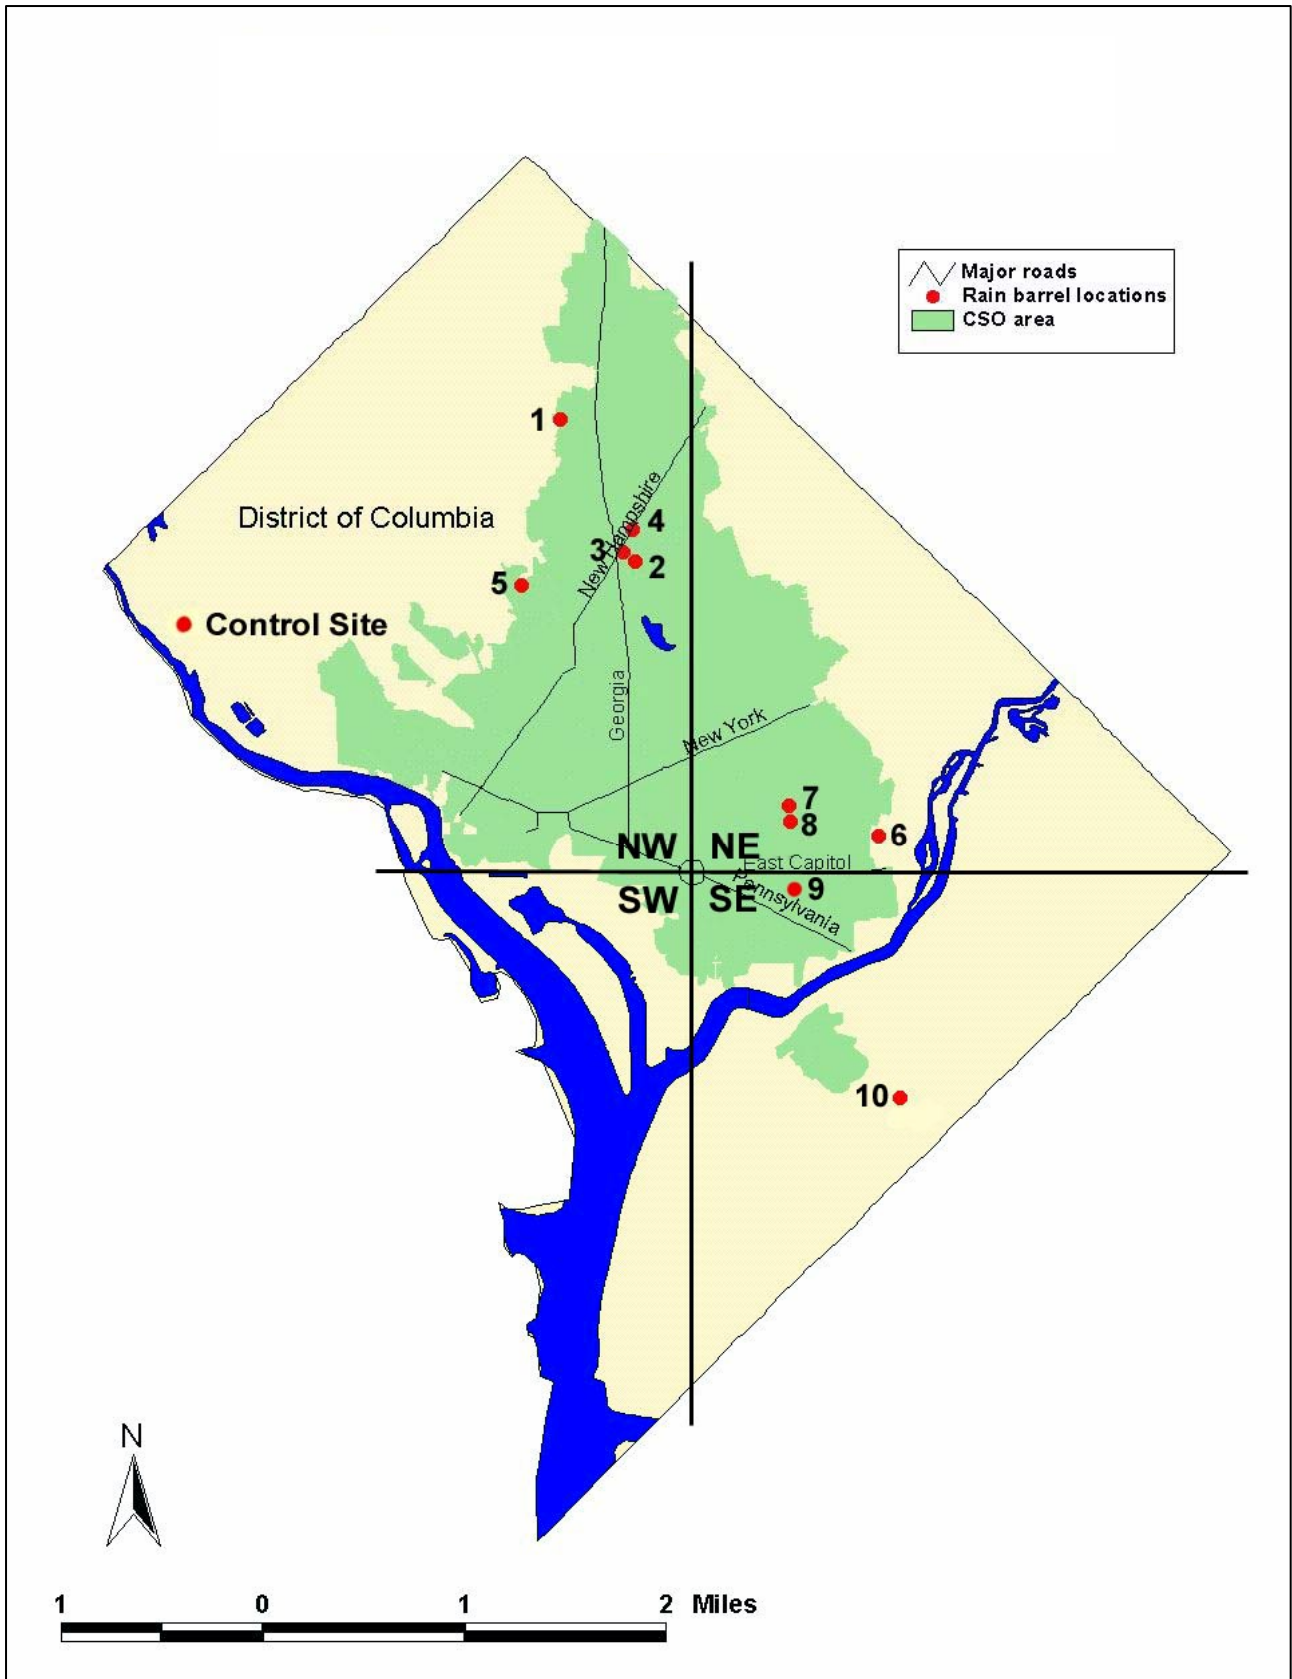 Major roads
Rain barrel locations
CSO area
1
New Hampshire
District of Columbia
4
3
2
5
Control Site
Georgia
New York
7
8
6
NW NE
East Capitol
SW SE
9
Pennsylvania
10
N
1 0 1 2 Miles